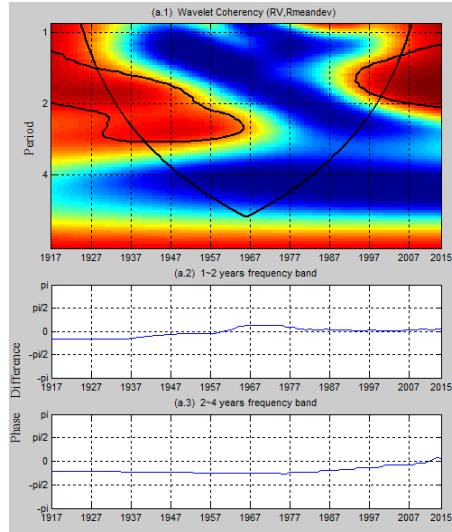 (a.1) Wavelet Coherency (RV,Rmeandev)
1
2
4
Period
1917 1927 1937 1947 1957 1967 1977 1987 1997 2007 2015
(a.2) 1~2 years frequency band
pi
pi/2
0
-pi/2
-pi
1917 1927 1937 1947 1957 1967 1977 1987 1997 2007 2015
Phase Difference
(a.3) 2~4 years frequency band
pi
pi/2
0
-pi/2
-pi
1917 1927 1937 1947 1957 1967 1977 1987 1997 2007 2015